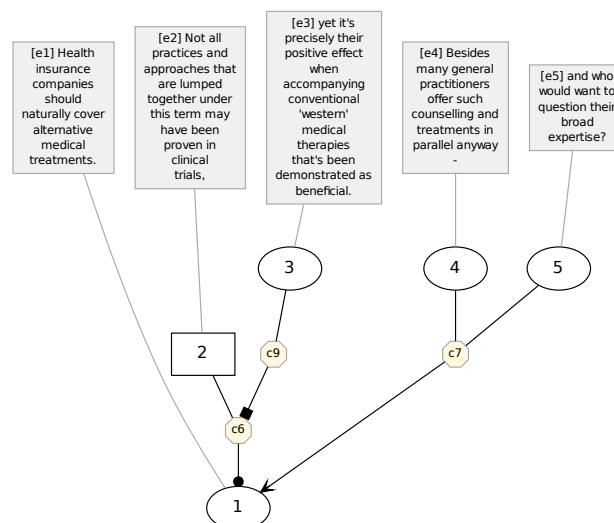 [e1] Health
insurance
companies
should
naturally cover
alternative
medical
treatments.
[e2] Not all
practices and
approaches that
are lumped
together under
this term may
have been
proven in
clinical
trials,
[e3] yet it's
precisely their
positive effect
when
accompanying
conventional
'western'
medical
therapies
that's been
demonstrated as
beneficial.
[e4] Besides
many general
practitioners
offer such
counselling and
treatments in
parallel anyway
-
[e5] and who
would want to
question their
broad
expertise?
3
4
5
2
c9
c7
c6
1